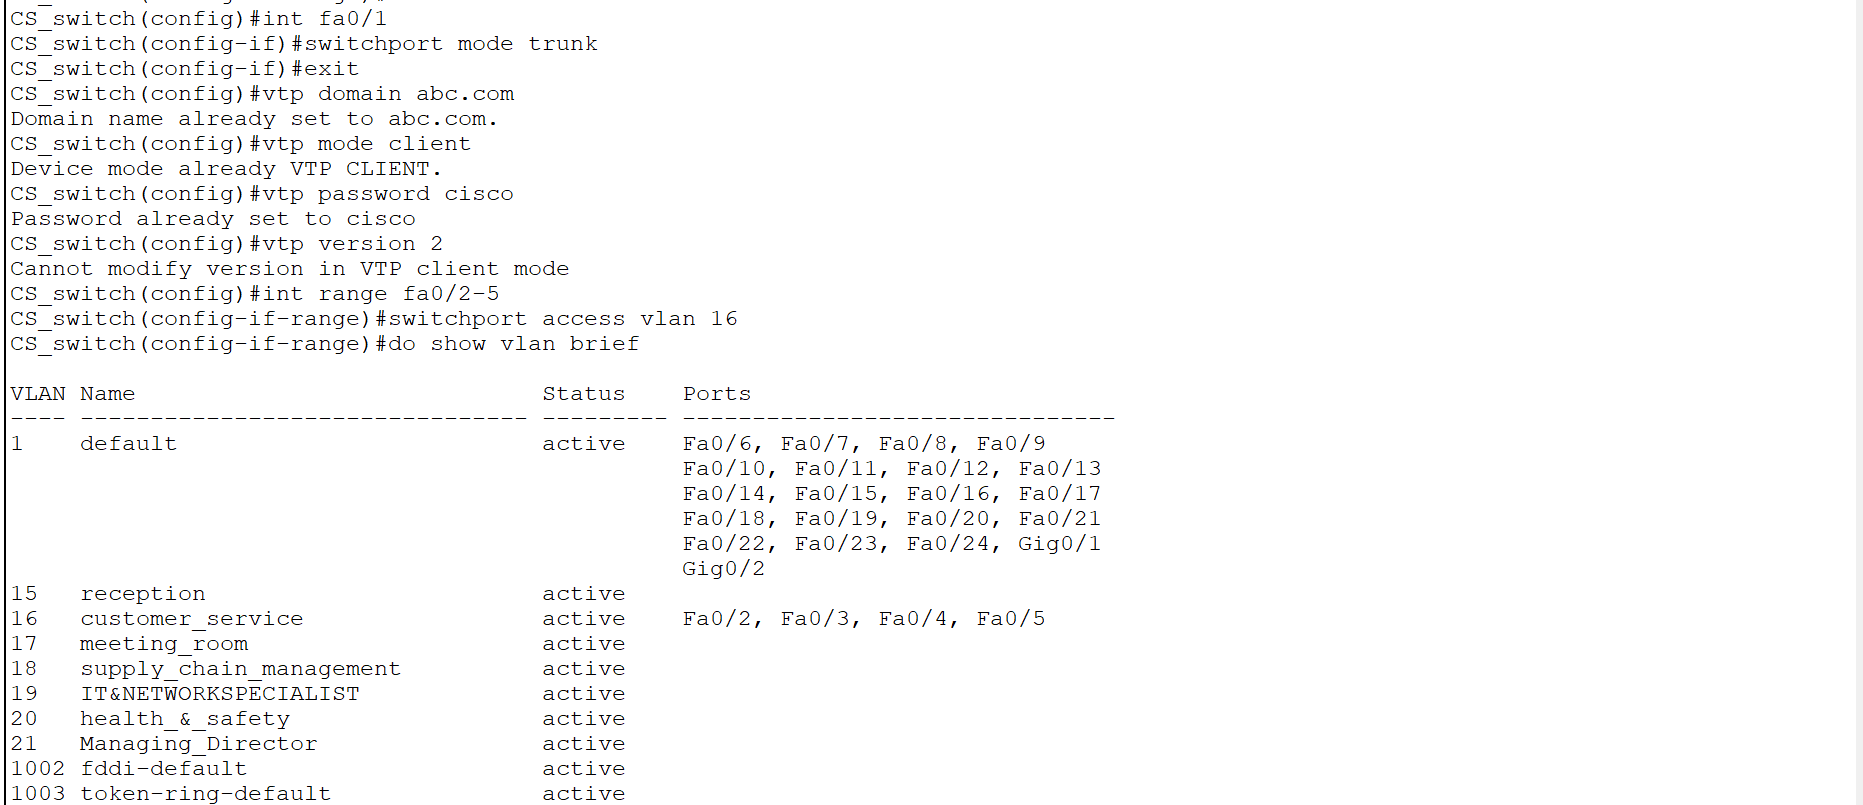 CS_switch(config)#int fa0/1
CS_switch(config-if)#switchport mode trunk
CS_switch(config-if)#exit
CS_switch(config)#vtp domain abc.com
Domain name already set to abc.com.
CS_switch(config)#vtp mode client
Device mode already VTP CLIENT.
CS_switch(config)#vtp password cisco
Password already set to cisco
CS_switch(config)#vtp version 2
Cannot modify version in VTP client mode
CS_switch(config)#int range fa0/2-5
CS_switch(config-if-range)#switchport access vlan 16
CS_switch(config-if-range)#do show vlan brief

VLAN Name                             Status    Ports
---- -------------------------------- --------- -------------------------------
1    default                          active    Fa0/6, Fa0/7, Fa0/8, Fa0/9
                                                Fa0/10, Fa0/11, Fa0/12, Fa0/13
                                                Fa0/14, Fa0/15, Fa0/16, Fa0/17
                                                Fa0/18, Fa0/19, Fa0/20, Fa0/21
                                                Fa0/22, Fa0/23, Fa0/24, Gig0/1
                                                Gig0/2
15   reception                        active
16   customer_service                 active    Fa0/2, Fa0/3, Fa0/4, Fa0/5
17   meeting_room                     active
18   supply_chain_management          active
19   IT&NETWORKSPECIALIST             active
20   health_&_safety                  active
21   Managing_Director                active
1002 fddi-default                     active
1003 token-ring-default               active